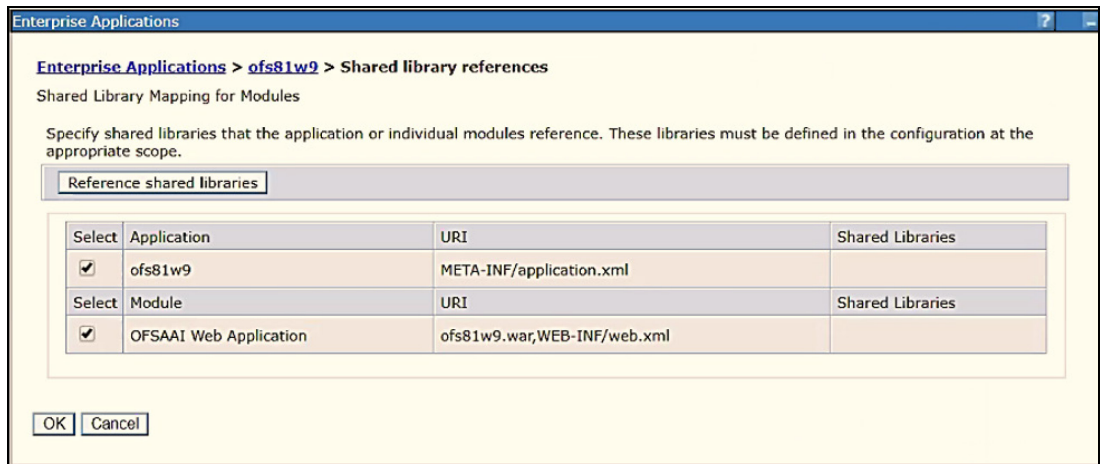 Enterprise Applications ? –
Enterprise Applications > ofs81w9 > Shared library references
Shared Library Mapping for Modules
Specify shared libraries that the application or individual modules reference. These libraries must be defined in the configuration at the
appropriate scope.
Reference shared libraries
Select Application URI Shared Libraries
ofs81w9 META-INF/application.xml
Select Module URI Shared Libraries
OFSAAI Web Application ofs81w9.war,WEB-INF/web.xml
OK Cancel